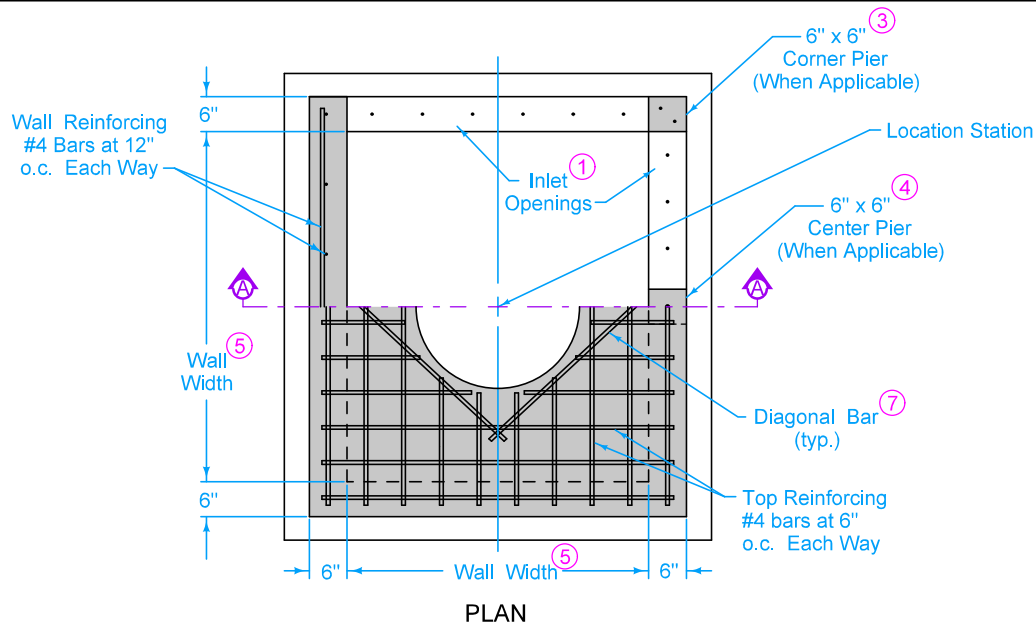 6" x 6" 3
Corner Pier
(When Applicable)
6"
Wall Reinforcing
#4 Bars at 12"
o.c. Each Way
Location Station
Inlet 1
Openings
6" x 6" 4
Center Pier
(When Applicable)
A
A
Wall 5
Width
Diagonal Bar 7
(typ.)
6"
Top Reinforcing
#4 bars at 6"
o.c. Each Way
6"
Wall Width 5
6"
PLAN